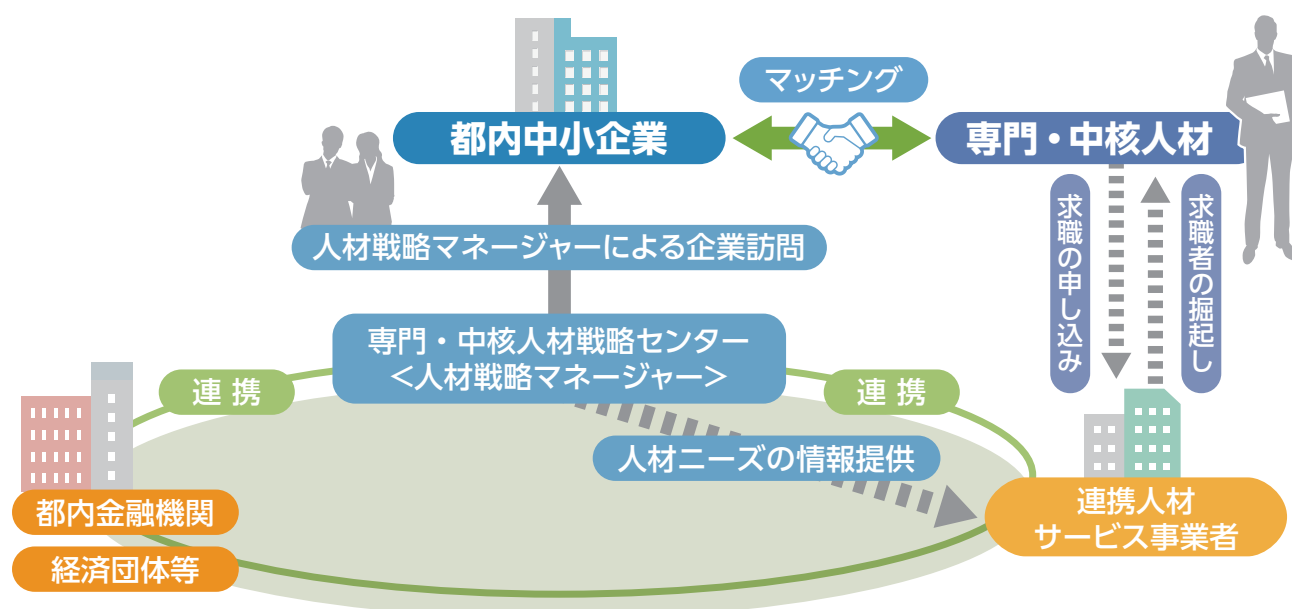 マッチング
都内中小企業
専門・中核人材
人材戦略マネージャーによる企業訪問
求職の申し込み
求職者の掘起し
専門・中核人材戦略センター
<人材戦略マネージャー>
連携
連携
人材ニーズの情報提供
都内金融機関
経済団体等
連携人材
サービス事業者